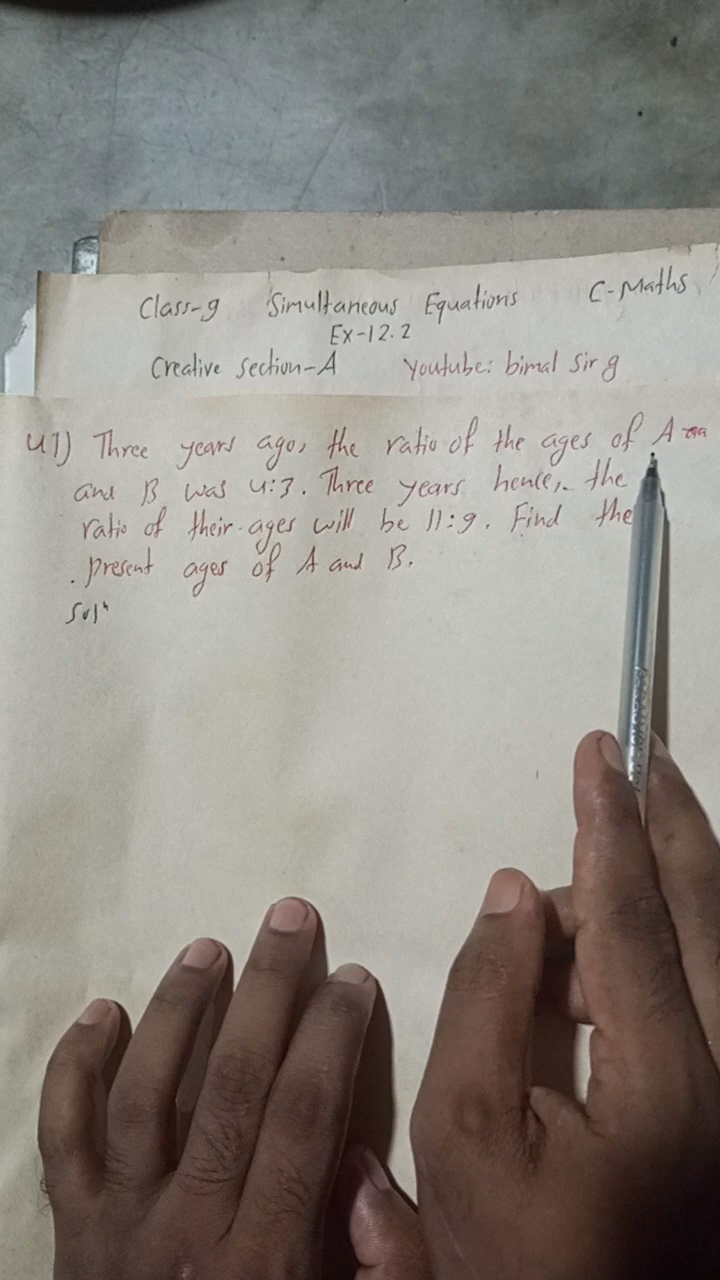 Class-9 Simultaneous Equations C-Maths
Ex-12.2
Creative Section-A Youtube: bimal Sir g
41) Three years ago, the ratio of the ages of A
and B was 4:3. Three years hence, the
ratio of their ages will be 11:9. Find the
present ages of A and B.
Solⁿ